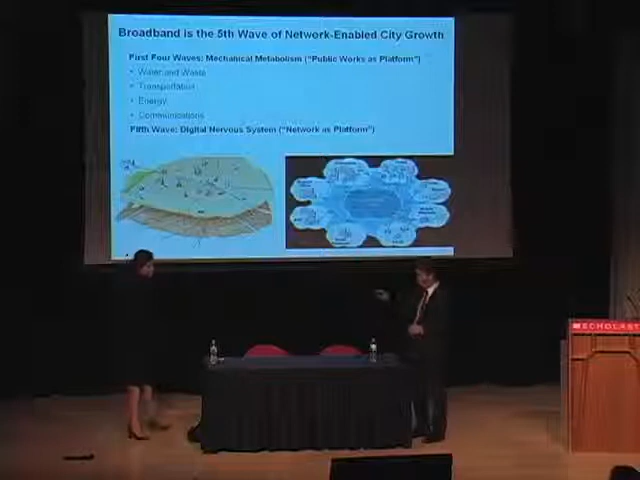 Broadband is the 5th Wave of Network-Enabled City Growth
First Four Waves: Mechanical Metabolism ("Public Works as Platform")
• Water and Waste
• Transportation
• Energy
• Communications
Fifth Wave: Digital Nervous System ("Network as Platform")
SCHOLAST